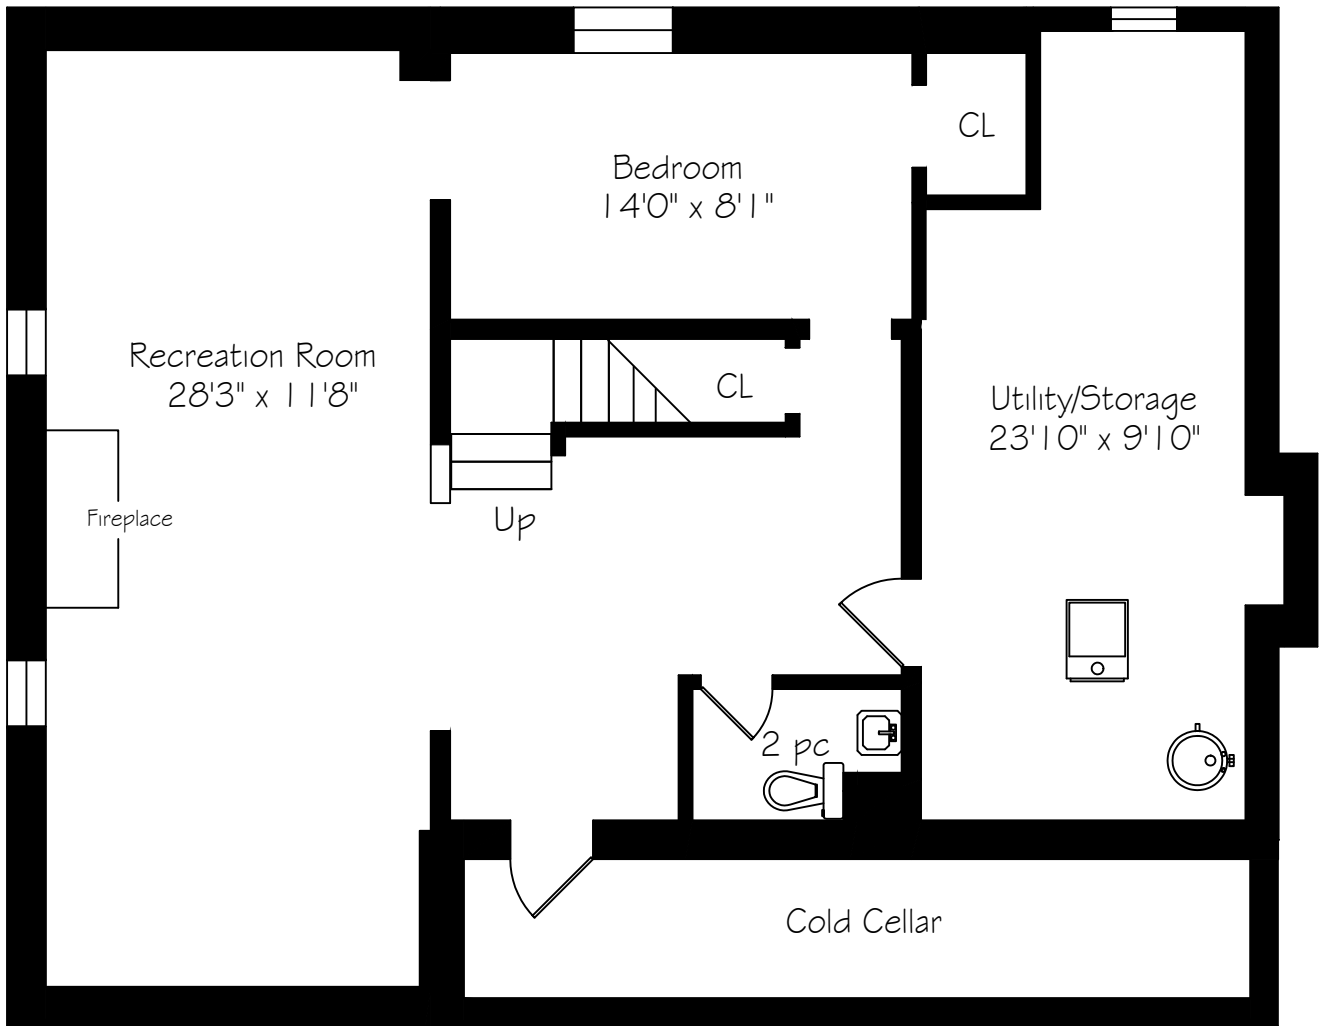 CL
Bedroom
14'0" x 8'1"
Recreation Room
28'3" x 11'8"
CL
Utility/Storage
23'10" x 9'10"
Fireplace
Up
2 pc
Cold Cellar